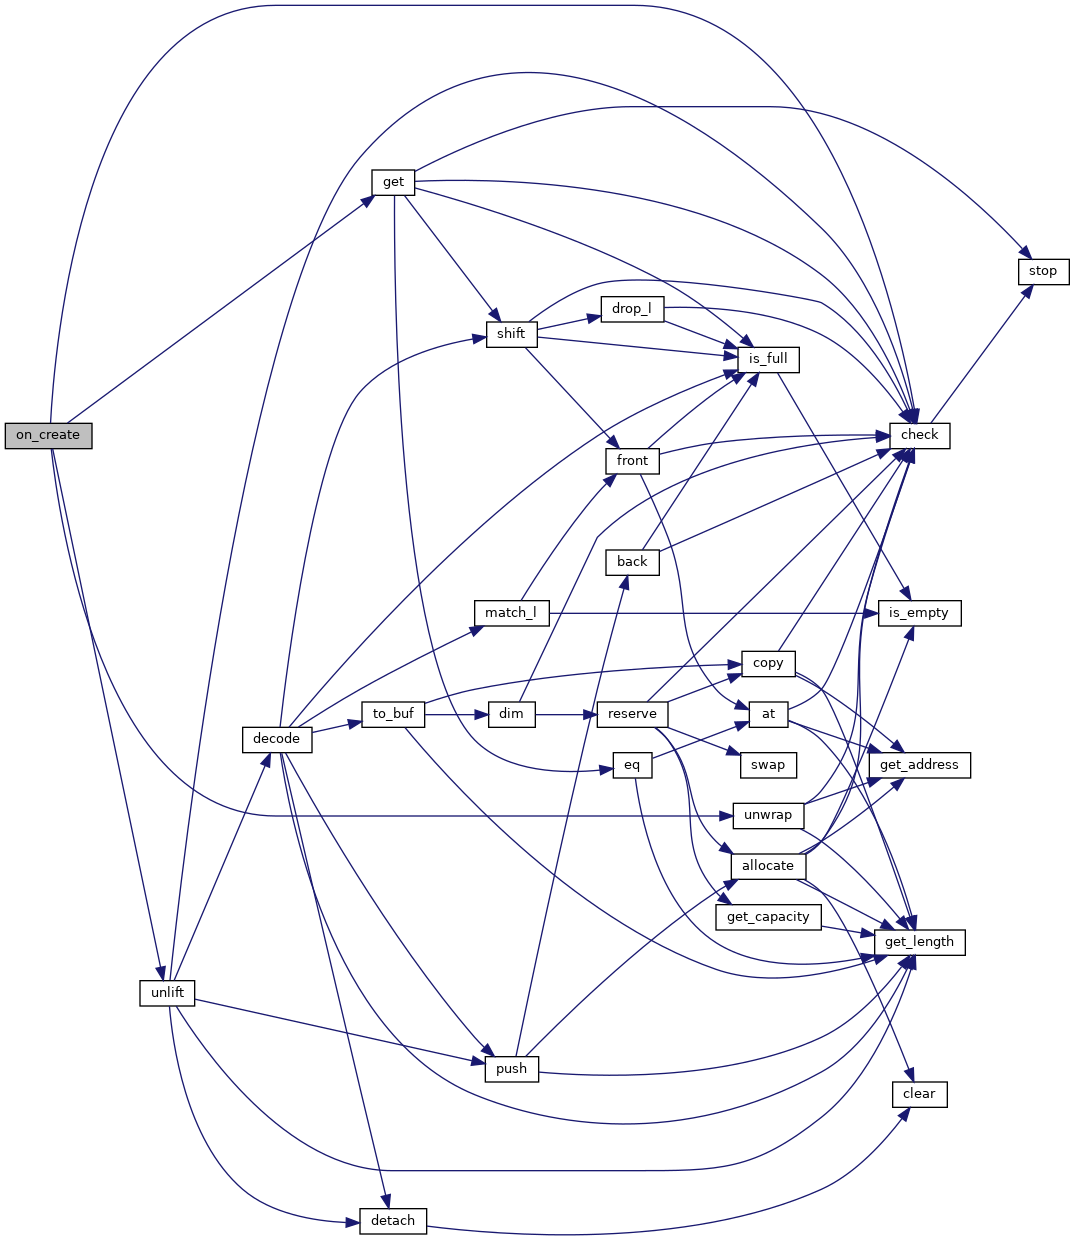 get
stop
drop_l
shift
is_full
on_create
check
front
back
match_l
is_empty
copy
to_buf
dim
reserve
at
decode
eq
swap
get_address
unwrap
allocate
get_capacity
get_length
unlift
push
clear
detach